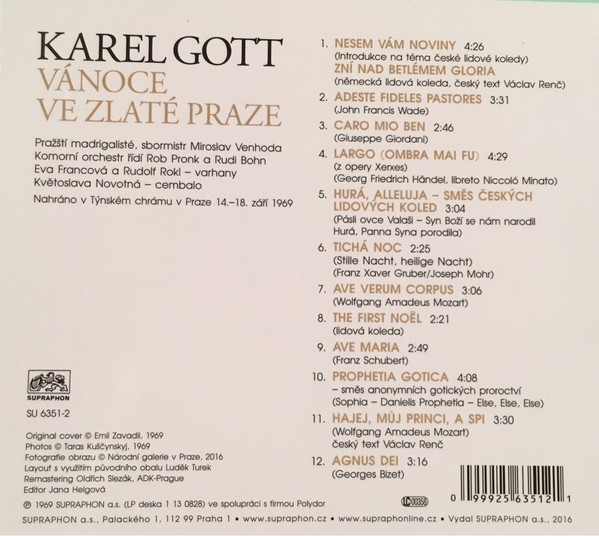 KAREL GOTT
VÁNOCE
VE ZLATÉ PRAZE
Pražští madrigalisté, sbormistr Miroslav Venhoda
Komorní orchestr řídí Rob Pronk a Rudi Bohn
Eva Francová a Rudolf Rokl – varhany
Květoslava Novotná – cembalo
Nahráno v Týnském chrámu v Praze 14.–18. září 1969
1. NESEM VÁM NOVINY 4:26
(Introdukce na téma české lidové koledy)
ZNÍ NAD BETLÉMEM GLORIA
(německá lidová koleda, český text Václav Renč)
2. ADESTE FIDELES PASTORES 3:31
(John Francis Wade)
3. CARO MIO BEN 2:46
(Giuseppe Giordani)
4. LARGO (OMBRA MAI FU) 4:29
(z opery Xerxes)
(Georg Friedrich Händel, libreto Niccoló Minato)
5. HURÁ, ALLELUJA – SMĚS ČESKÝCH
LIDOVÝCH KOLED 3:04
(Pásli ovce Valaši – Syn Boží se nám narodil
Hurá, Panna Syna porodila)
6. TICHÁ NOC 2:25
(Stille Nacht, heilige Nacht)
(Franz Xaver Gruber/Joseph Mohr)
7. AVE VERUM CORPUS 3:06
(Wolfgang Amadeus Mozart)
8. THE FIRST NOËL 2:21
(lidová koleda)
9. AVE MARIA 2:49
(Franz Schubert)
10. PROPHETIA GOTICA 4:08
– směs anonymních gotických proroctví
(Sophia – Danielis Prophetia – Else, Else, Else)
11. HAJEJ, MŮJ PRINCI, A SPI 3:30
(Wolfgang Amadeus Mozart)
český text Václav Renč
12. AGNUS DEI 3:16
(Georges Bizet)
SUPRAPHON
SU 6351-2
Original cover © Emil Zavadil, 1969
Photos © Taras Kuščynskyj, 1969
Fotografie obrazu © Národní galerie v Praze, 2016
Layout s využitím původního obalu Luděk Turek
Remastering Oldřich Slezák, ADK-Prague
Editor Jana Helgová
℗ 1969 SUPRAPHON a.s., (LP deska 1 13 0828) ve spolupráci s firmou Polydor
SUPRAPHON a.s., Palackého 1, 112 99 Praha 1 • www.supraphon.cz • www.supraphonline.cz • Vydal SUPRAPHON a.s., 2016
LC 00358
0 99925 63512 1